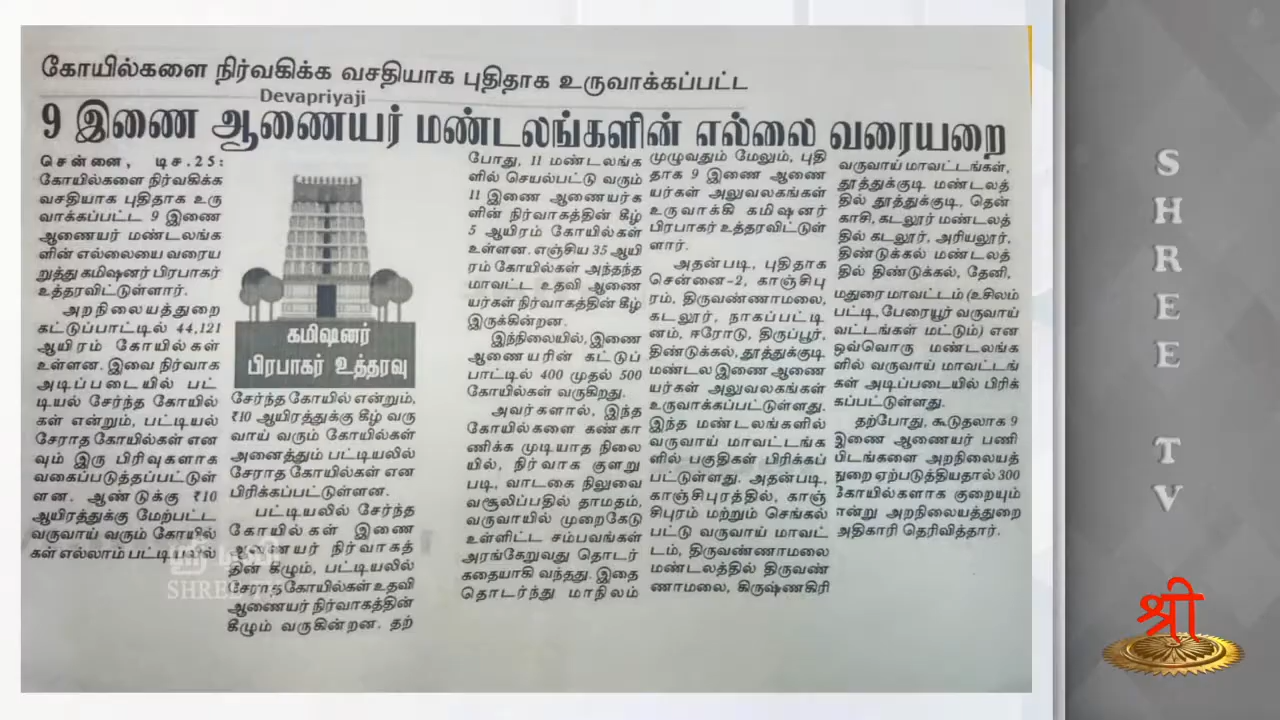 கோயில்களை நிர்வகிக்க வசதியாக புதிதாக உருவாக்கப்பட்ட
Devapriyaji
9 இணை ஆணையர் மண்டலங்களின் எல்லை வரையறை
சென்னை, டிச.25:
கோயில்களை நிர்வகிக்க
வசதியாக புதிதாக உரு
வாக்கப்பட்ட 9 இணை
ஆணையர் மண்டலங்க
ளின் எல்லையை வரைய
றுத்து கமிஷனர் பிரபாகர்
உத்தரவிட்டுள்ளார்.
அறநிலையத்துறை
கட்டுப்பாட்டில் 44,121
ஆயிரம் கோயில்கள்
உள்ளன. இவை நிர்வாக
அடிப்படையில் பட்
டியல் சேர்ந்த கோயில்
கள் என்றும், பட்டியல்
சேராத கோயில்கள் என
வும் இரு பிரிவுகளாக
வகைப்படுத்தப்பட்டுள்
ளன. ஆண்டுக்கு ₹10
ஆயிரத்துக்கு மேற்பட்ட
வருவாய் வரும் கோயில்
கள் எல்லாம் பட்டியலில்
கமிஷனர்
பிரபாகர் உத்தரவு
சேர்ந்த கோயில் என்றும்,
₹10 ஆயிரத்துக்கு கீழ் வரு
வாய் வரும் கோயில்கள்
அனைத்தும் பட்டியலில்
சேராத கோயில்கள் என
பிரிக்கப்பட்டுள்ளன.
பட்டியலில் சேர்ந்த
கோயில்கள் இணை
ஆணையர் நிர்வாகத்
தின் கீழும், பட்டியலில்
சேராத கோயில்கள் உதவி
ஆணையர் நிர்வாகத்தின்
கீழும் வருகின்றன. தற்
போது, 11 மண்டலங்க
ளில் செயல்பட்டு வரும்
11 இணை ஆணையர்க
ளின் நிர்வாகத்தின் கீழ்
5 ஆயிரம் கோயில்கள்
உள்ளன. எஞ்சிய 35 ஆயி
ரம் கோயில்கள் அந்தந்த
மாவட்ட உதவி ஆணை
யர்கள் நிர்வாகத்தின் கீழ்
இருக்கின்றன.
இந்நிலையில், இணை
ஆணையரின் கட்டுப்
பாட்டில் 400 முதல் 500
கோயில்கள் வருகிறது.
அவர்களால், இந்த
கோயில்களை கண்கா
ணிக்க முடியாத நிலை
யில், நிர்வாக குளறு
படி, வாடகை நிலுவை
வசூலிப்பதில் தாமதம்,
வருவாயில் முறைகேடு
உள்ளிட்ட சம்பவங்கள்
அரங்கேறுவது தொடர்
கதையாகி வந்தது. இதை
தொடர்ந்து மாநிலம்
முழுவதும் மேலும், புதி
தாக 9 இணை ஆணை
யர்கள் அலுவலகங்கள்
உருவாக்கி கமிஷனர்
பிரபாகர் உத்தரவிட்டுள்
ளார்.
அதன்படி, புதிதாக
சென்னை-2, காஞ்சிபு
ரம், திருவண்ணாமலை,
கடலூர், நாகப்பட்டி
னம், ஈரோடு, திருப்பூர்,
திண்டுக்கல், தூத்துக்குடி
மண்டல இணை ஆணை
யர்கள் அலுவலகங்கள்
உருவாக்கப்பட்டுள்ளது.
இந்த மண்டலங்களில்
வருவாய் மாவட்டங்க
ளில் பகுதிகள் பிரிக்கப்
பட்டுள்ளது. அதன்படி,
காஞ்சிபுரத்தில், காஞ்
சிபுரம் மற்றும் செங்கல்
பட்டு வருவாய் மாவட்
டம், திருவண்ணாமலை
மண்டலத்தில் திருவண்
ணாமலை, கிருஷ்ணகிரி
வருவாய் மாவட்டங்கள்,
தூத்துக்குடி மண்டலத்
தில் தூத்துக்குடி, தென்
காசி, கடலூர் மண்டலத்
தில் கடலூர், அரியலூர்,
திண்டுக்கல் மண்டலத்
தில் திண்டுக்கல், தேனி,
மதுரை மாவட்டம் (உசிலம்
பட்டி, பேரையூர் வருவாய்
வட்டங்கள் மட்டும்) என
ஒவ்வொரு மண்டலங்க
ளில் வருவாய் மாவட்டங்
கள் அடிப்படையில் பிரிக்
கப்பட்டுள்ளது.
தற்போது, கூடுதலாக 9
இணை ஆணையர் பணி
யிடங்களை அறநிலையத்
துறை ஏற்படுத்தியதால் 300
கோயில்களாக குறையும்
என்று அறநிலையத்துறை
அதிகாரி தெரிவித்தார்.
SHREE TV
श्री